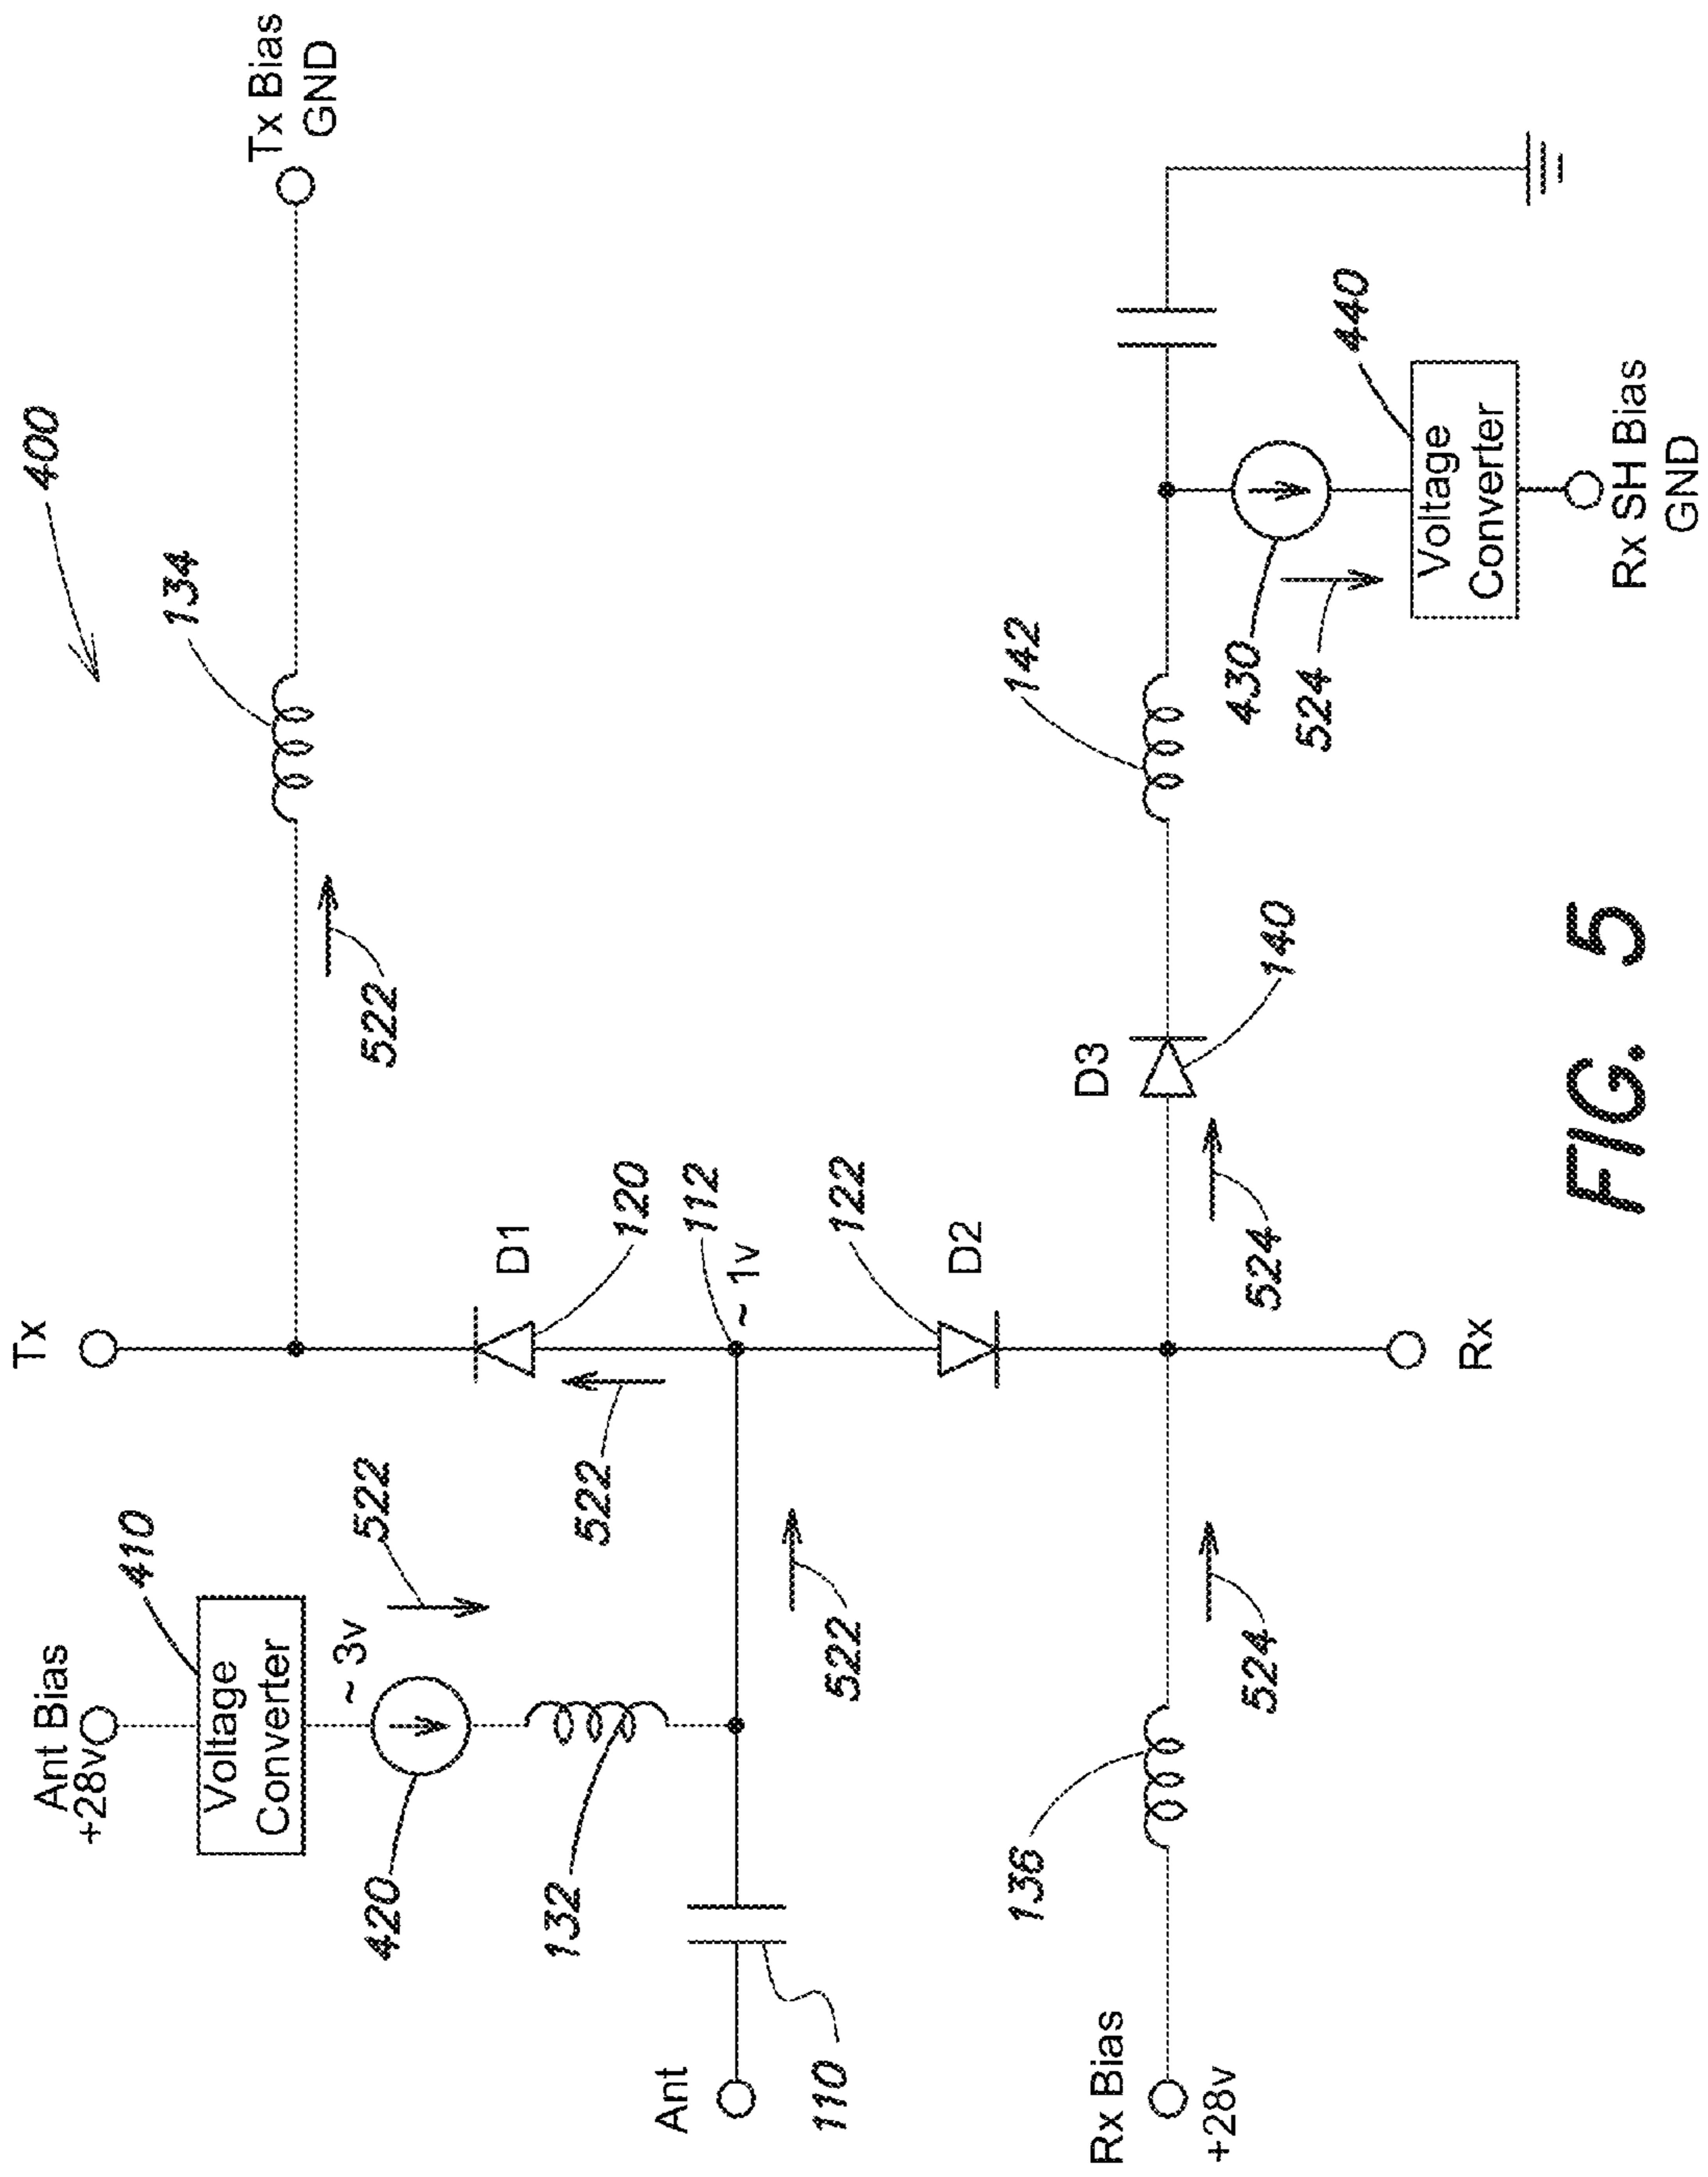 400
Tx
Tx Bias
GND
134
522
Ant Bias
+28v
410
Voltage
Converter
~ 3v
522
420
132
D1
120
522
112
~ 1v
Ant
110
522
122
D2
Rx Bias
+28v
136
524
Rx
D3
140
524
142
430
524
440
Voltage
Converter
Rx SH Bias
GND
FIG. 5